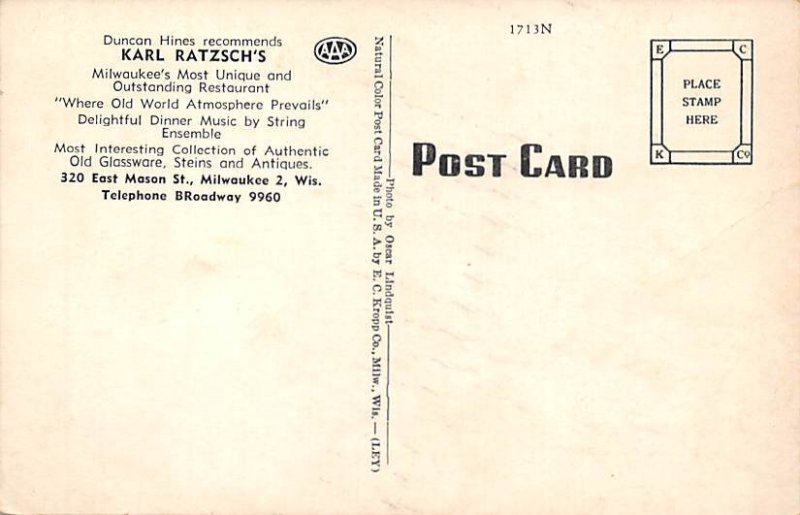 Duncan Hines recommends
KARL RATZSCH'S
AAA
Milwaukee's Most Unique and
Outstanding Restaurant
"Where Old World Atmosphere Prevails"
Delightful Dinner Music by String
Ensemble
Most Interesting Collection of Authentic
Old Glassware, Steins and Antiques.
320 East Mason St., Milwaukee 2, Wis.
Telephone BRoadway 9960
Natural Color Post Card Made in U. S. A. by E. C. Kropp Co., Milw., Wis. — (LEY)
Photo by Oscar Lindquist
1713N
POST CARD
E C
PLACE
STAMP
HERE
K Co